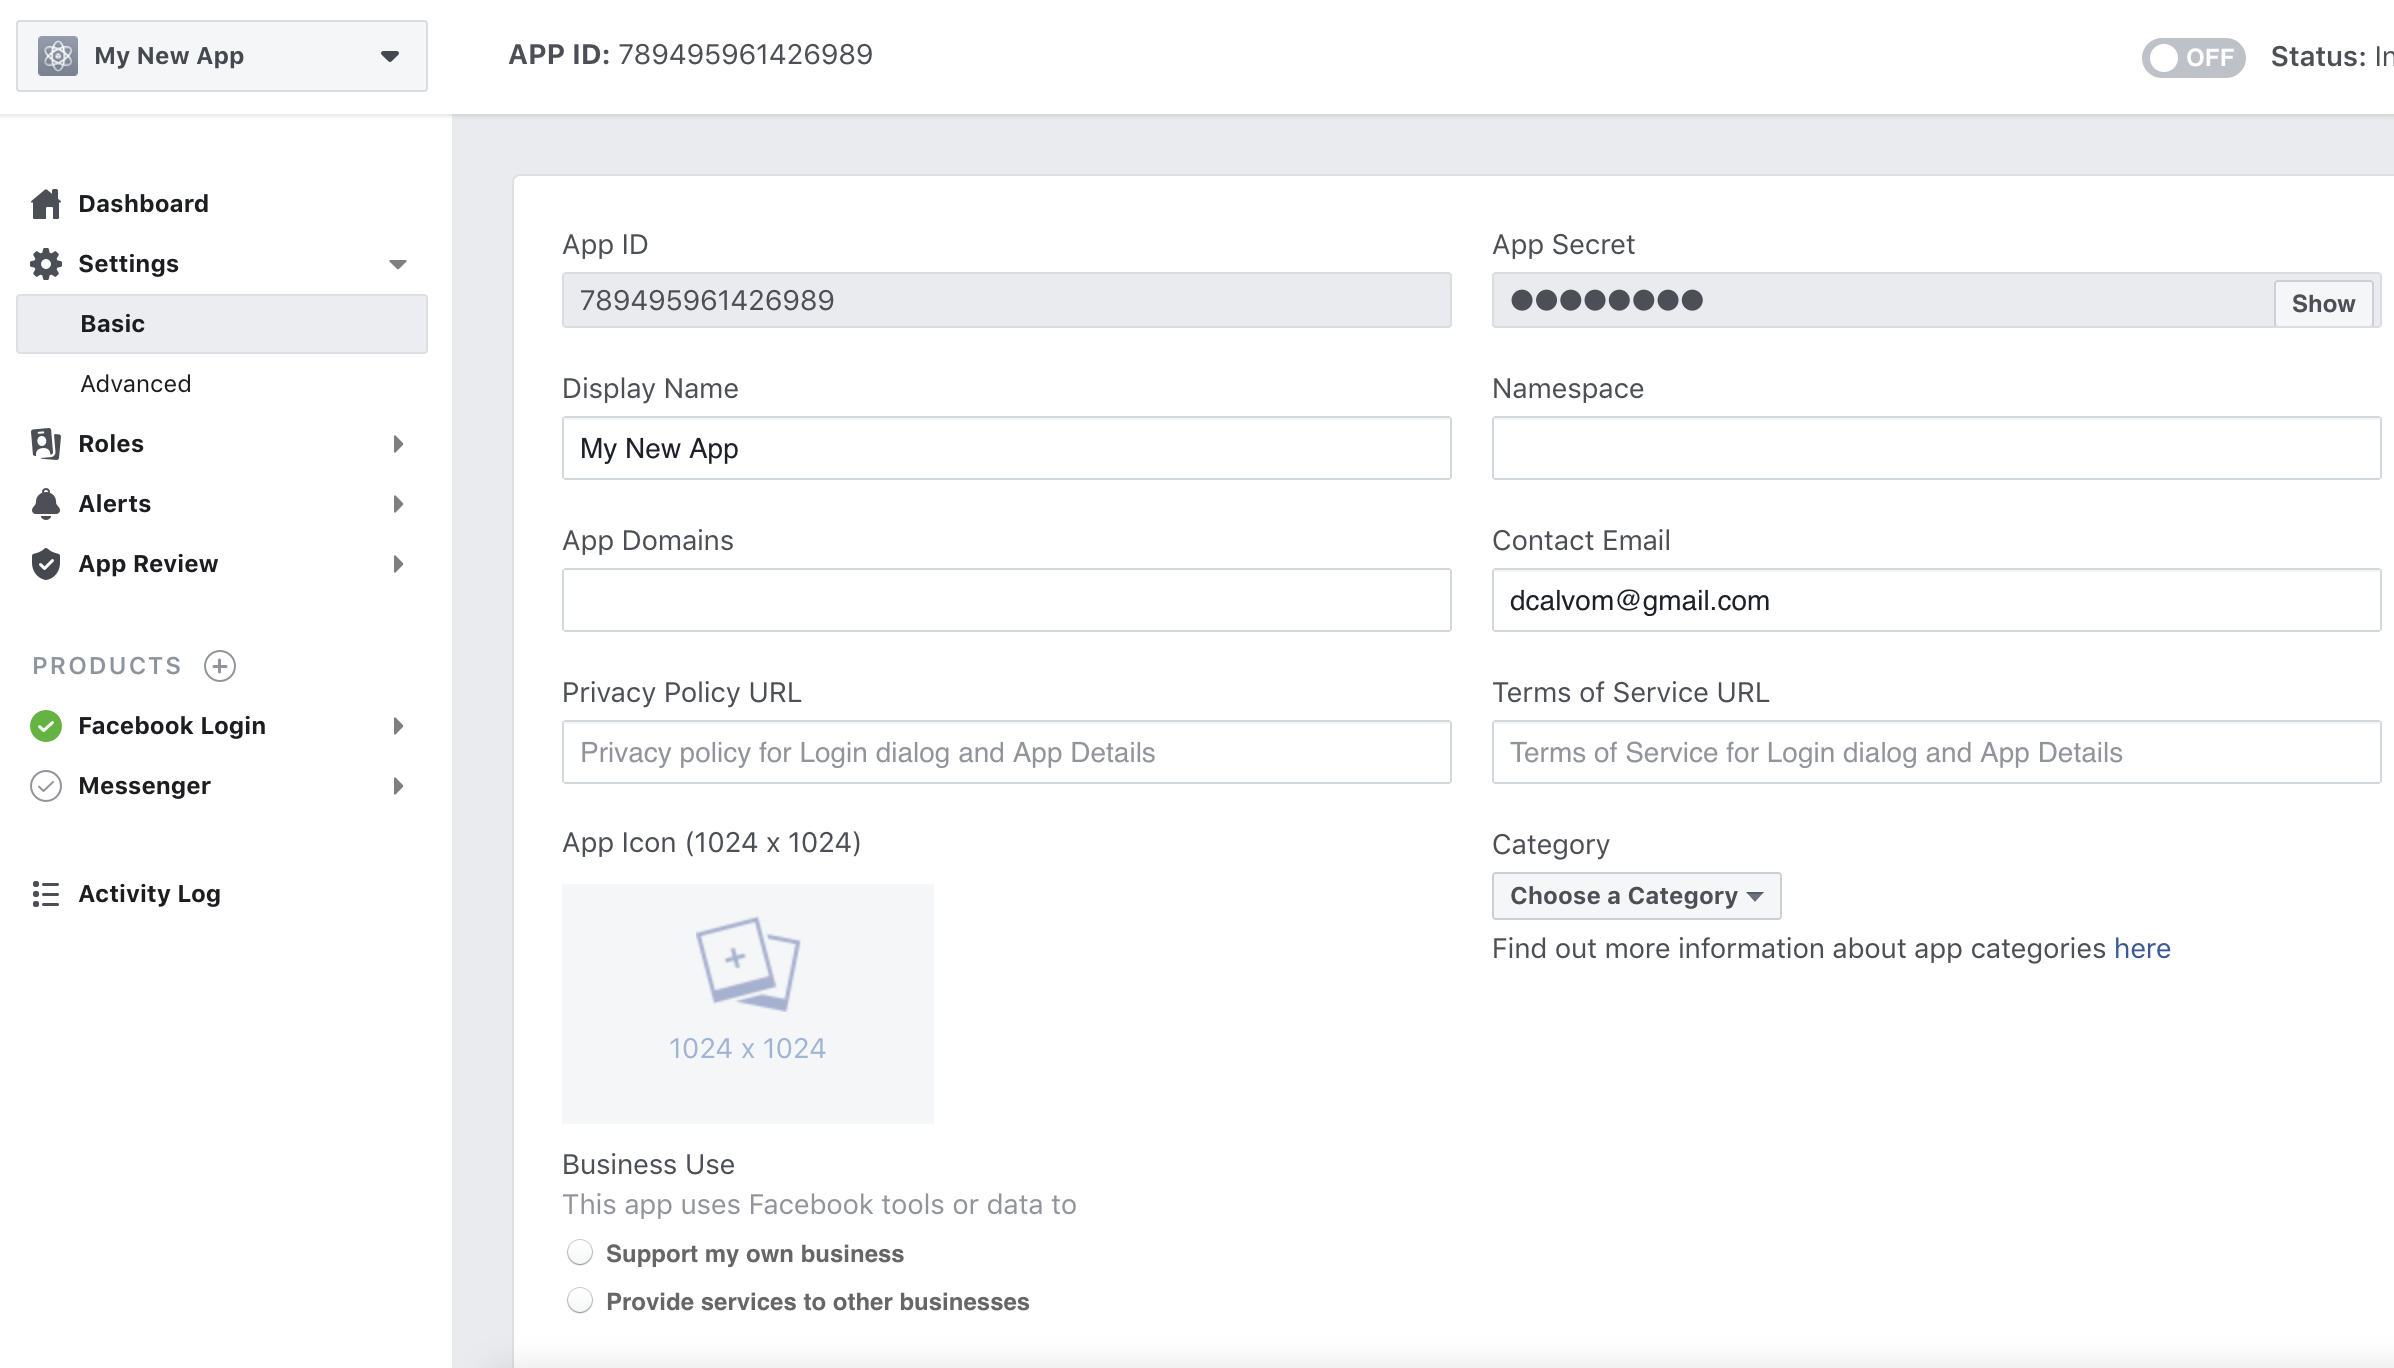 My New App
APP ID: 789495961426989
OFF
Status: In
Dashboard
Settings
Basic
Advanced
Roles
Alerts
App Review
PRODUCTS
Facebook Login
Messenger
Activity Log
App ID
789495961426989
App Secret
Show
Display Name
My New App
Namespace
App Domains
Contact Email
dcalvom@gmail.com
Privacy Policy URL
Privacy policy for Login dialog and App Details
Terms of Service URL
Terms of Service for Login dialog and App Details
App Icon (1024 x 1024)
1024 x 1024
Category
Choose a Category
Find out more information about app categories here
Business Use
This app uses Facebook tools or data to
Support my own business
Provide services to other businesses